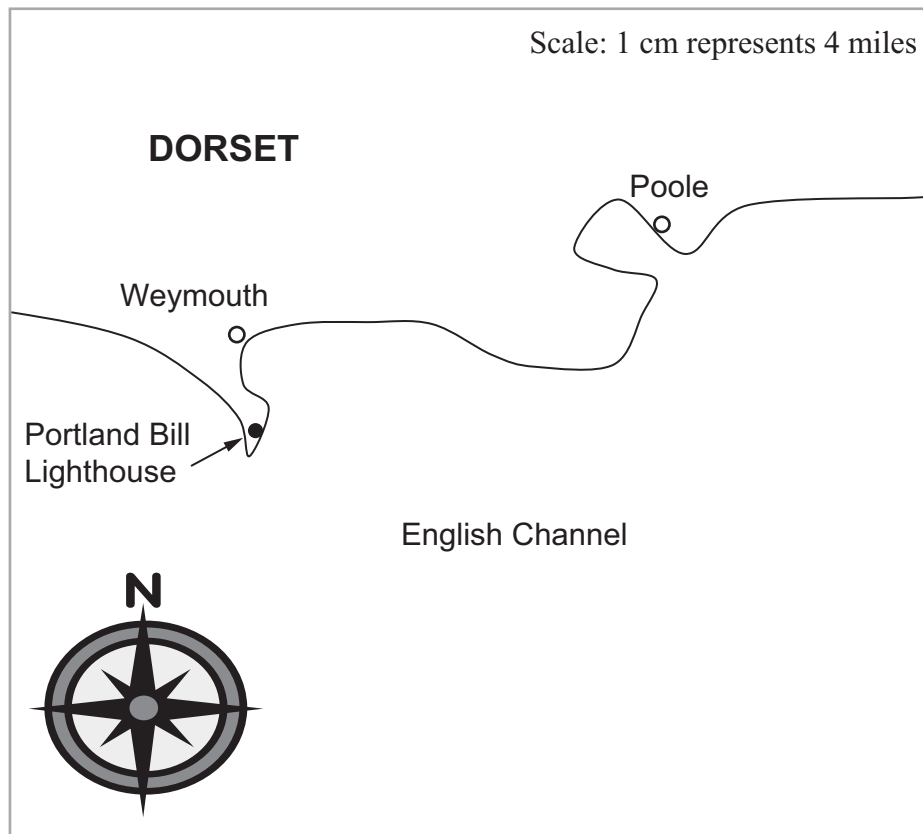 Scale: 1 cm represents 4 miles
DORSET
Poole
Weymouth
Portland Bill
Lighthouse
English Channel
N